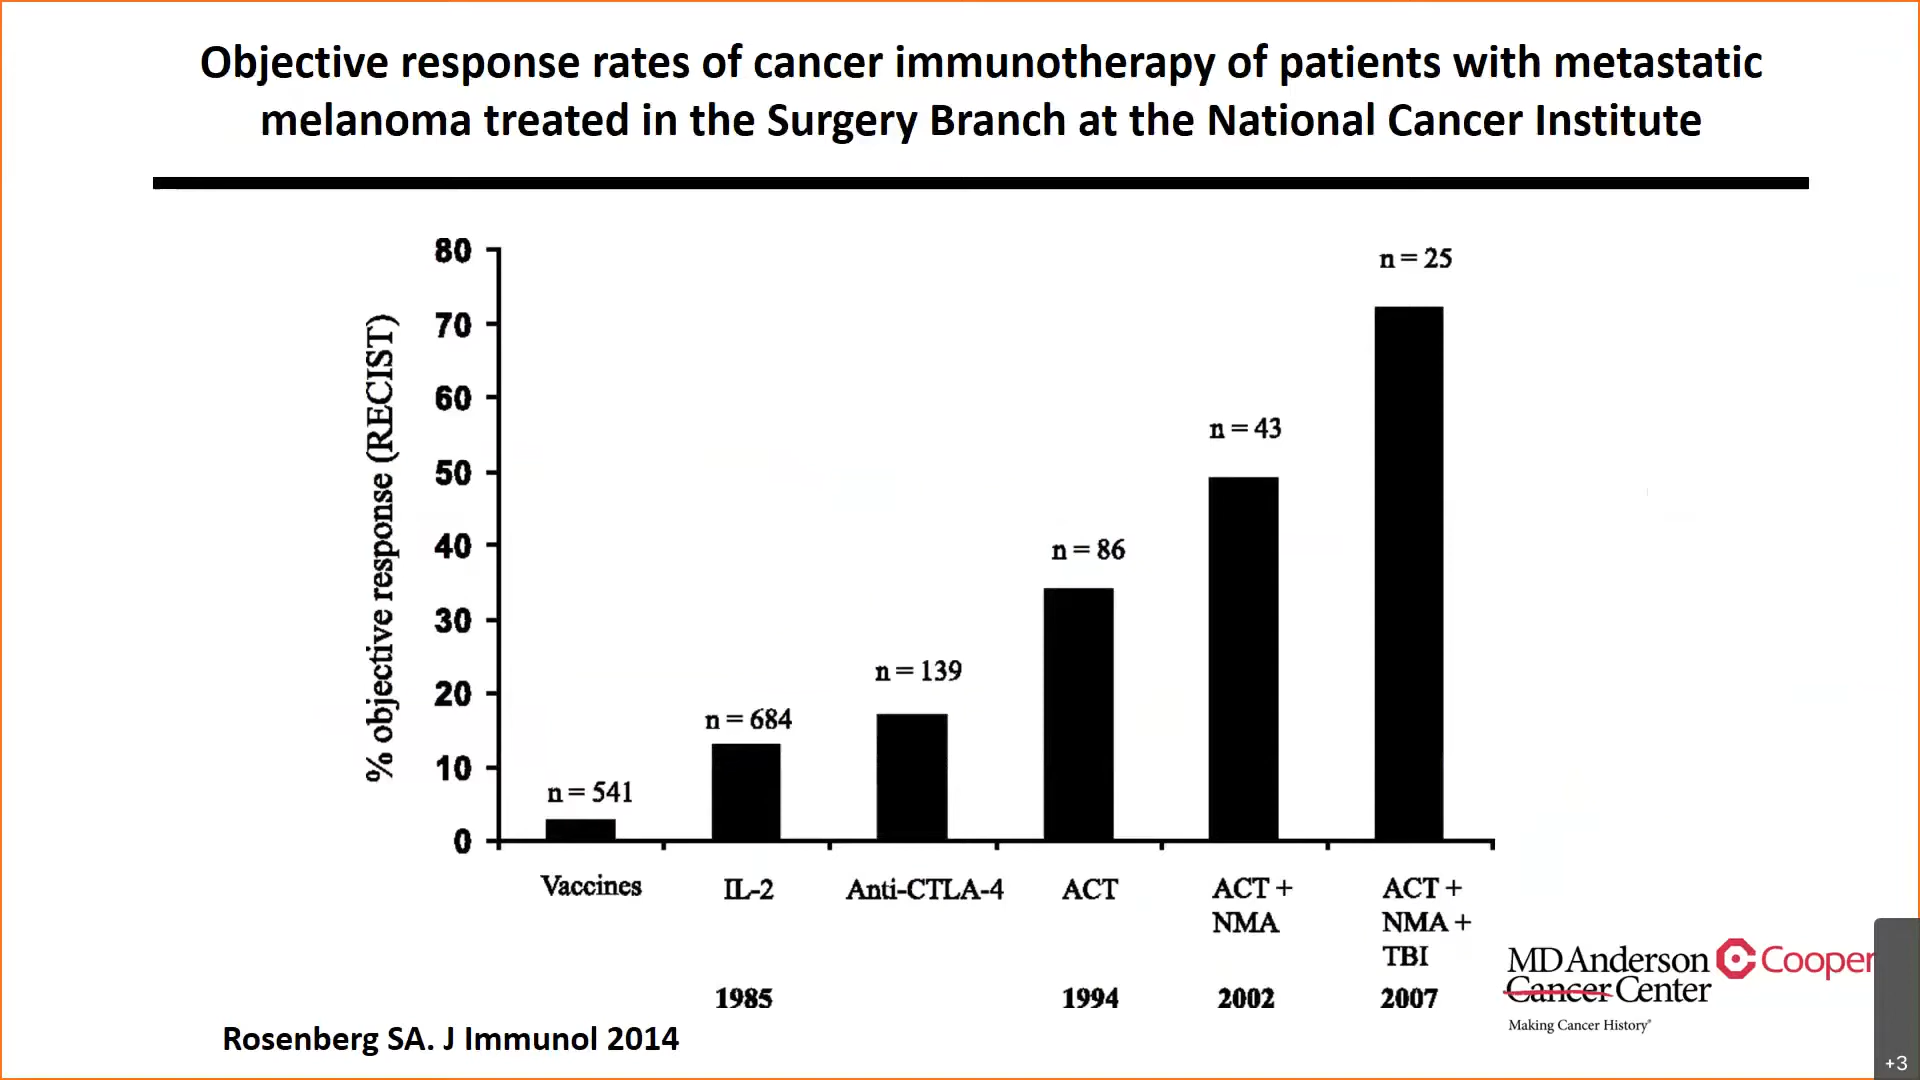 Objective response rates of cancer immunotherapy of patients with metastatic
melanoma treated in the Surgery Branch at the National Cancer Institute
% objective response (RECIST)
80
70
60
50
40
30
20
10
0
n = 541
n = 684
n = 139
n = 86
n = 43
n = 25
Vaccines
IL-2
Anti-CTLA-4
ACT
ACT +
NMA
ACT +
NMA +
TBI
1985
1994
2002
2007
Rosenberg SA. J Immunol 2014
MD Anderson
Cancer Center
Making Cancer History®
Cooper
+3